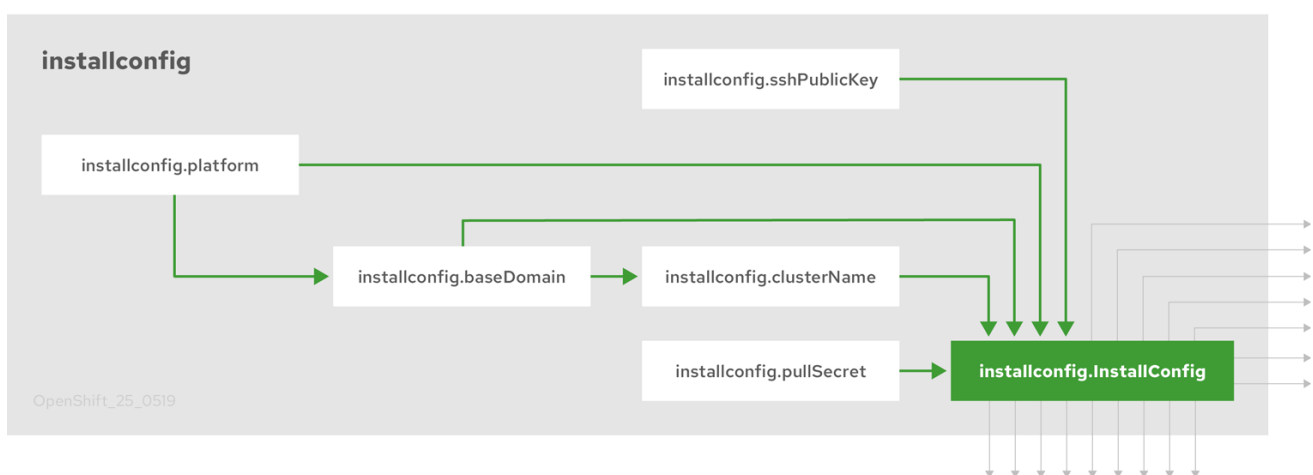 installconfig
installconfig.sshPublicKey
installconfig.platform
installconfig.baseDomain
installconfig.clusterName
installconfig.pullSecret
installconfig.InstallConfig
OpenShift_25_0519